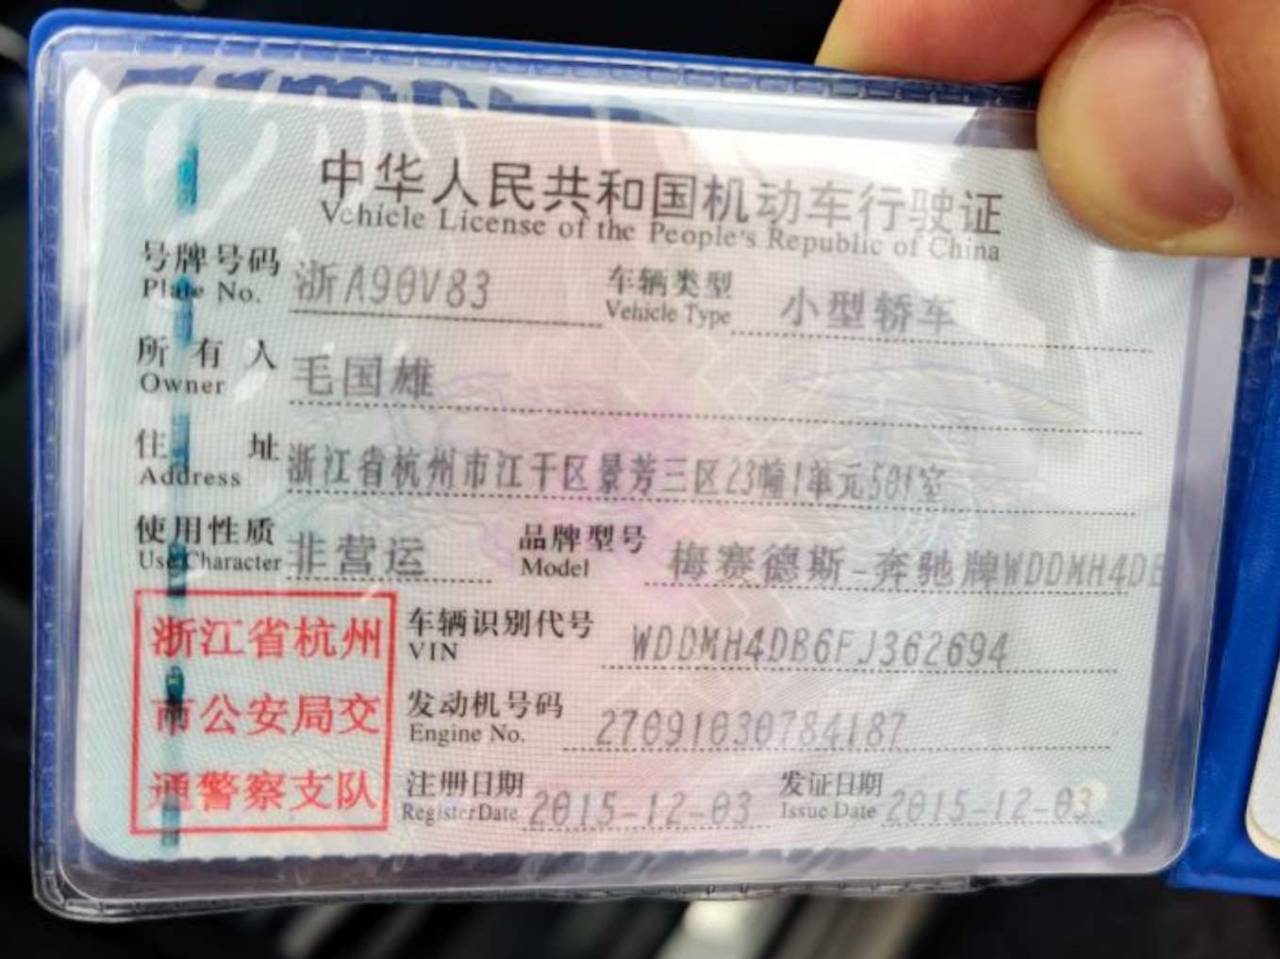 中华人民共和国机动车行驶证
Vehicle License of the People's Republic of China
号牌号码 浙A90V83 车辆类型 小型轿车
Plate No. Vehicle Type
所有人 毛国雄
Owner
住址 浙江省杭州市江干区景芳三区23幢1单元501室
Address
使用性质 非营运 品牌型号 梅赛德斯-奔驰牌WDDMH4DB
Use Character Model
浙江省杭州
市公安局交
通警察支队
车辆识别代号 WDDMH4DB6FJ362694
VIN
发动机号码 27091030784187
Engine No.
注册日期 2015-12-03 发证日期 2015-12-03
Register Date Issue Date